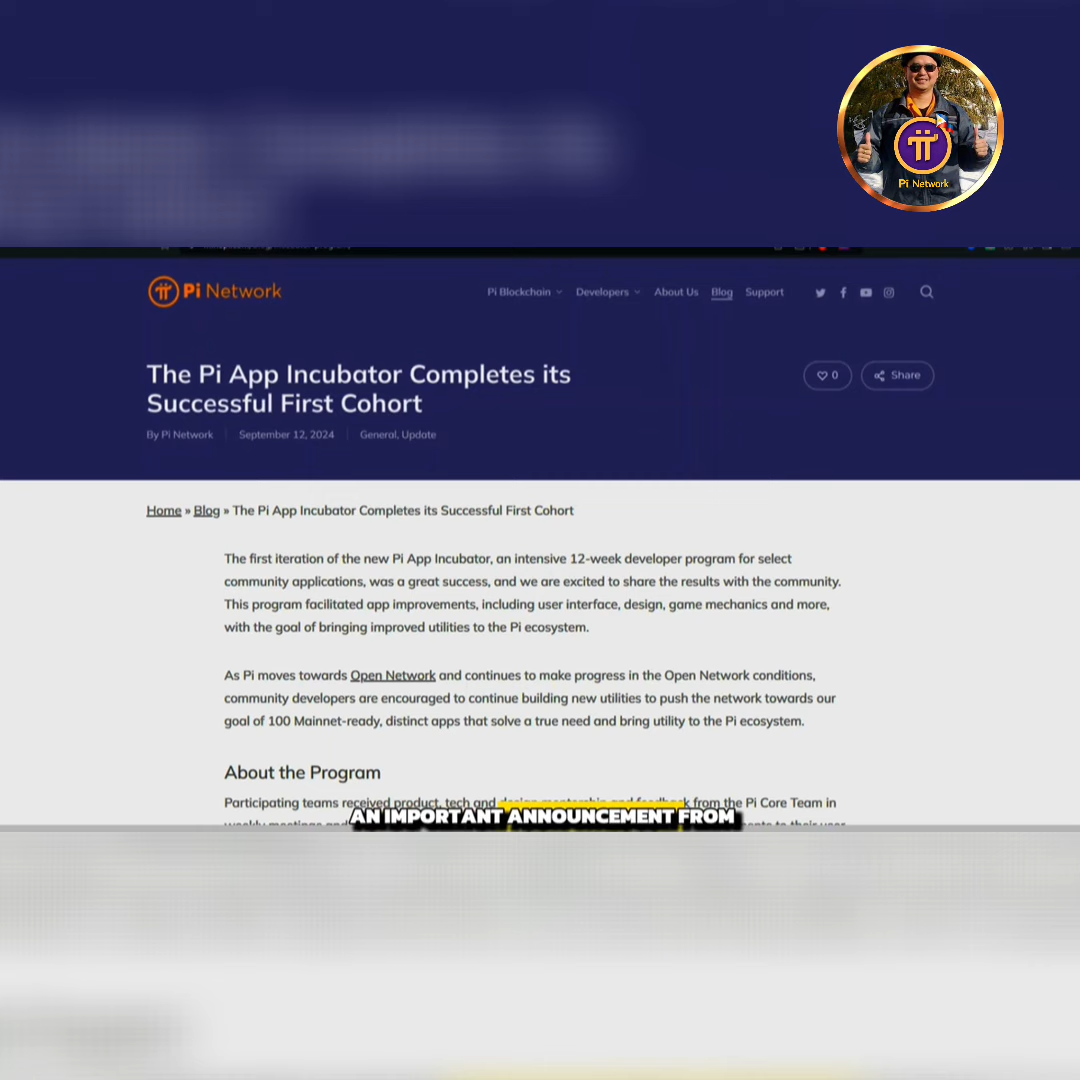 Pi Network
Pi Network
Pi Blockchain Developers About Us Blog Support
The Pi App Incubator Completes its
Successful First Cohort
0 Share
By Pi Network September 12, 2024 General, Update
Home » Blog » The Pi App Incubator Completes its Successful First Cohort
The first iteration of the new Pi App Incubator, an intensive 12-week developer program for select
community applications, was a great success, and we are excited to share the results with the community.
This program facilitated app improvements, including user interface, design, game mechanics and more,
with the goal of bringing improved utilities to the Pi ecosystem.
As Pi moves towards Open Network and continues to make progress in the Open Network conditions,
community developers are encouraged to continue building new utilities to push the network towards our
goal of 100 Mainnet-ready, distinct apps that solve a true need and bring utility to the Pi ecosystem.
About the Program
Participating teams received product, tech and design mentorship and feedback from the Pi Core Team in
AN IMPORTANT ANNOUNCEMENT FROM